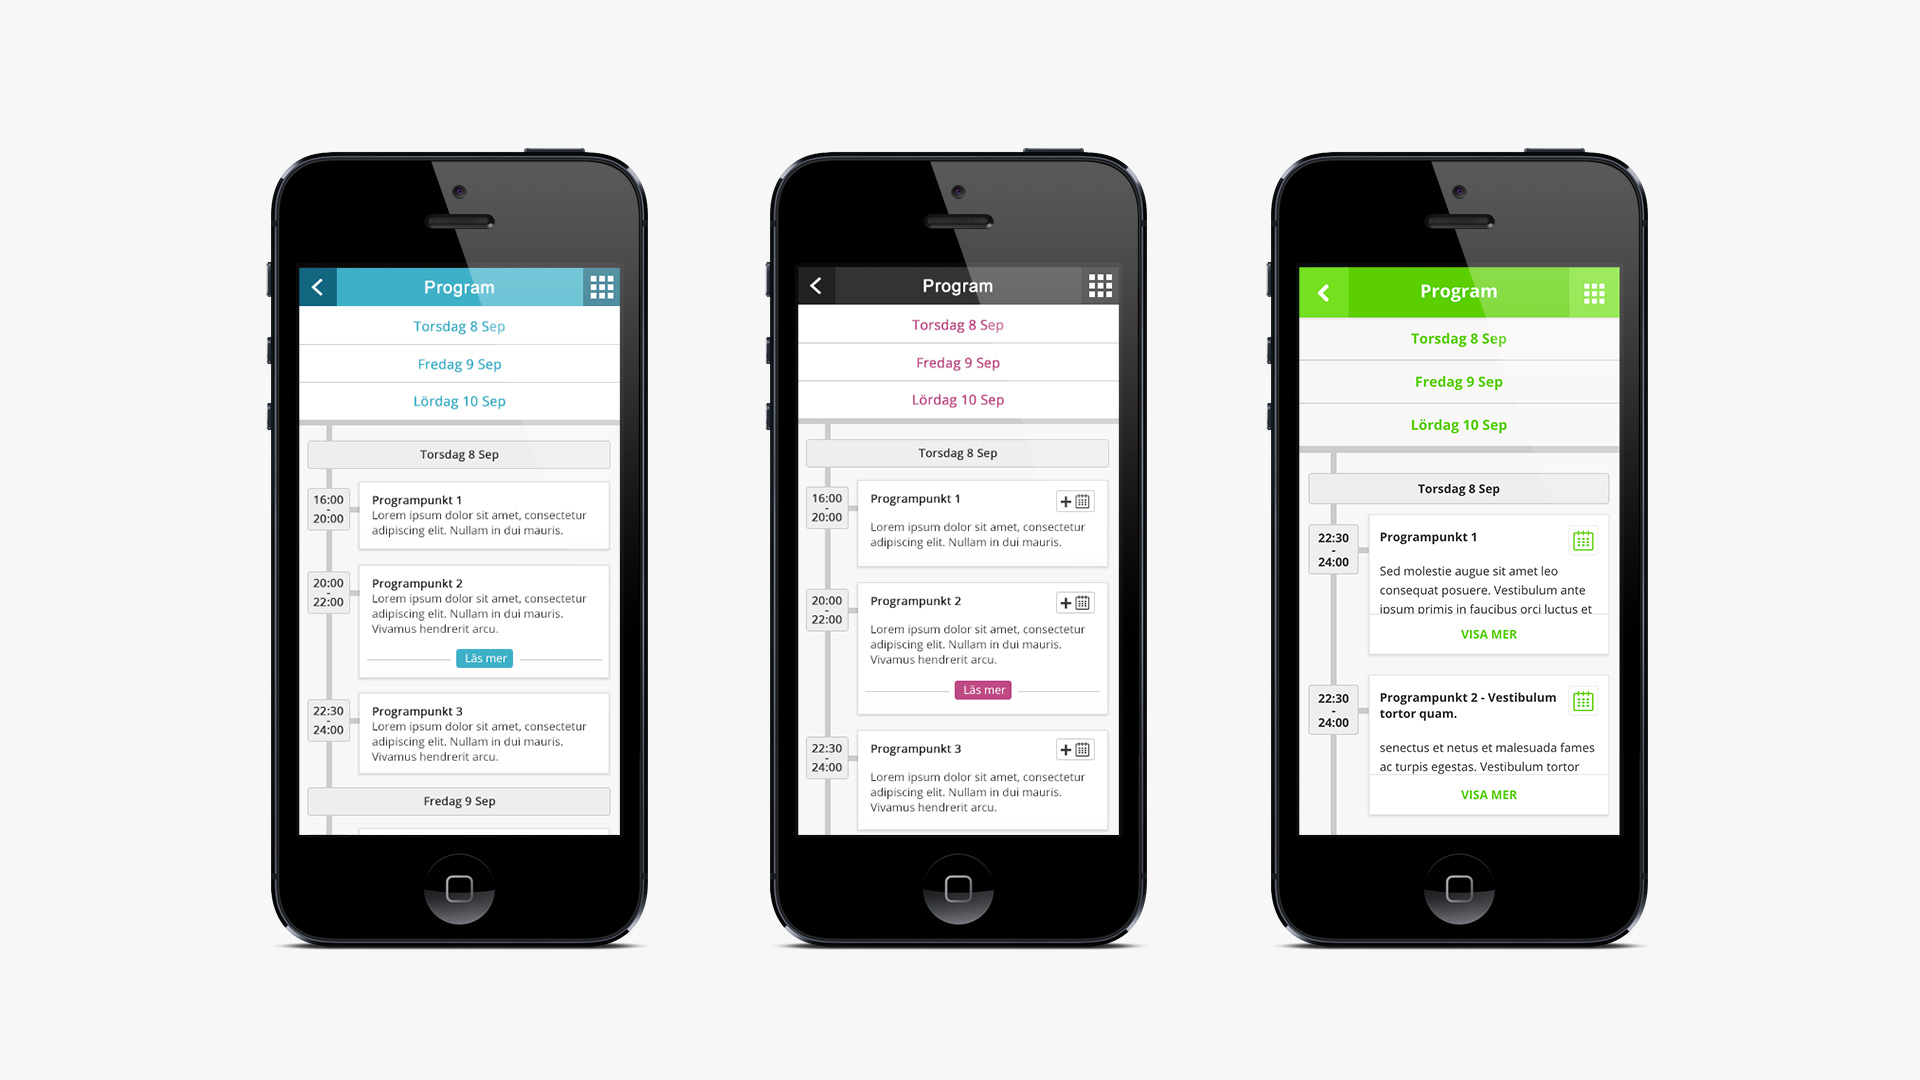 Program
Torsdag 8 Sep
Fredag 9 Sep
Lördag 10 Sep
Torsdag 8 Sep
16:00
-
20:00
Programpunkt 1
Lorem ipsum dolor sit amet, consectetur
adipiscing elit. Nullam in dui mauris.
20:00
-
22:00
Programpunkt 2
Lorem ipsum dolor sit amet, consectetur
adipiscing elit. Nullam in dui mauris.
Vivamus hendrerit arcu.
Läs mer
22:30
-
24:00
Programpunkt 3
Lorem ipsum dolor sit amet, consectetur
adipiscing elit. Nullam in dui mauris.
Vivamus hendrerit arcu.
Fredag 9 Sep
Program
Torsdag 8 Sep
Fredag 9 Sep
Lördag 10 Sep
Torsdag 8 Sep
16:00
-
20:00
Programpunkt 1
Lorem ipsum dolor sit amet, consectetur
adipiscing elit. Nullam in dui mauris.
20:00
-
22:00
Programpunkt 2
Lorem ipsum dolor sit amet, consectetur
adipiscing elit. Nullam in dui mauris.
Vivamus hendrerit arcu.
Läs mer
22:30
-
24:00
Programpunkt 3
Lorem ipsum dolor sit amet, consectetur
adipiscing elit. Nullam in dui mauris.
Vivamus hendrerit arcu.
Program
Torsdag 8 Sep
Fredag 9 Sep
Lördag 10 Sep
Torsdag 8 Sep
22:30
-
24:00
Programpunkt 1
Sed molestie augue sit amet leo
consequat posuere. Vestibulum ante
ipsum primis in faucibus orci luctus et
VISA MER
22:30
-
24:00
Programpunkt 2 - Vestibulum
tortor quam.
senectus et netus et malesuada fames
ac turpis egestas. Vestibulum tortor
VISA MER